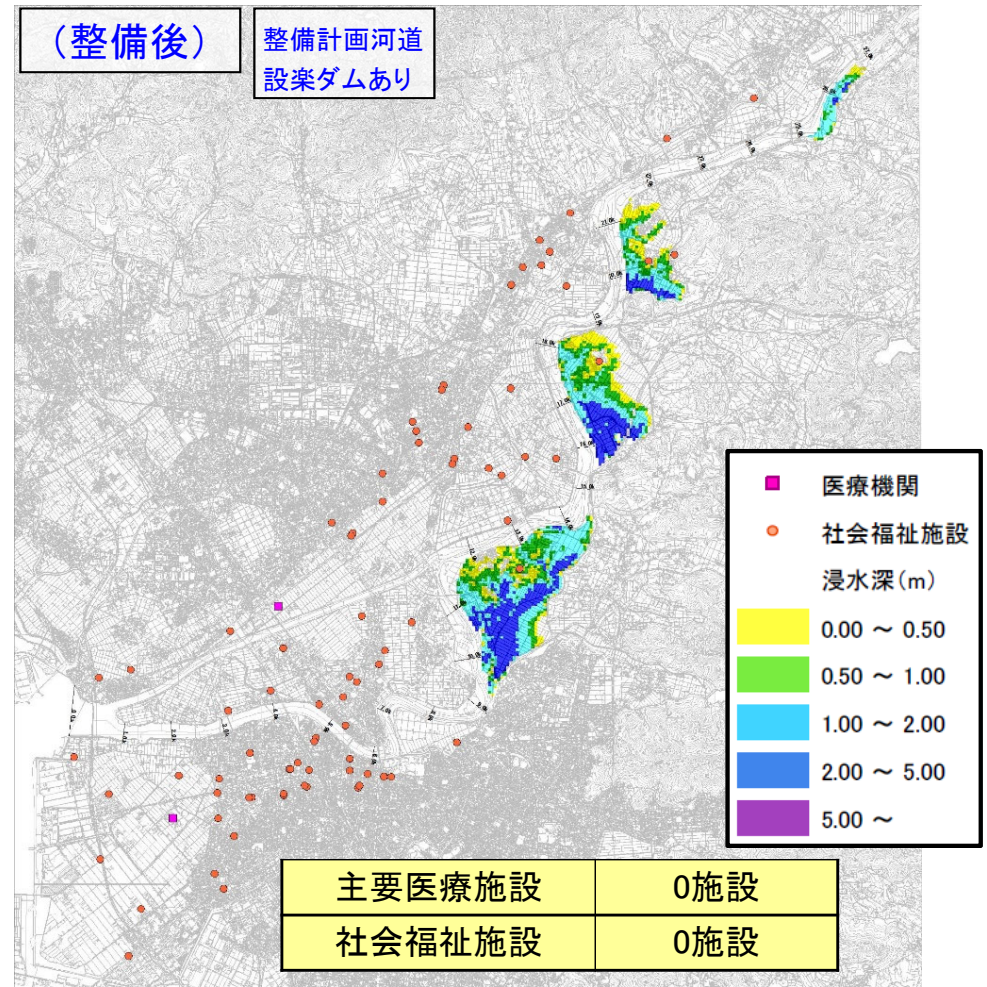 （整備後）
整備計画河道
設楽ダムあり
医療機関
社会福祉施設
浸水深(m)
0.00 ～ 0.50
0.50 ～ 1.00
1.00 ～ 2.00
2.00 ～ 5.00
5.00 ～
主要医療施設 0施設
社会福祉施設 0施設